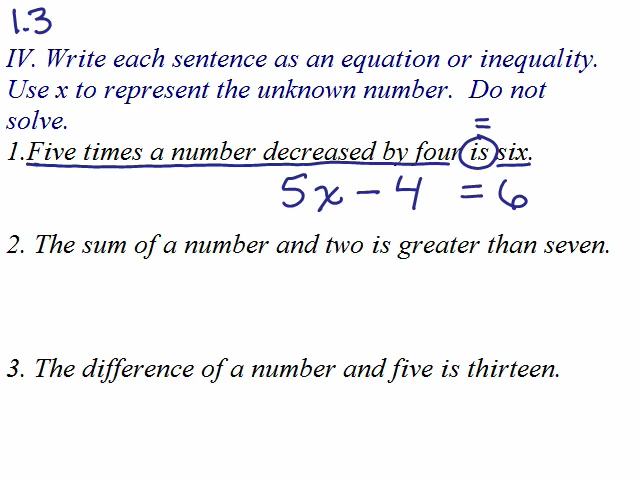 1.3
IV. Write each sentence as an equation or inequality.
Use x to represent the unknown number. Do not
solve.
=
1.Five times a number decreased by four is six.
5x - 4 = 6
2. The sum of a number and two is greater than seven.
3. The difference of a number and five is thirteen.